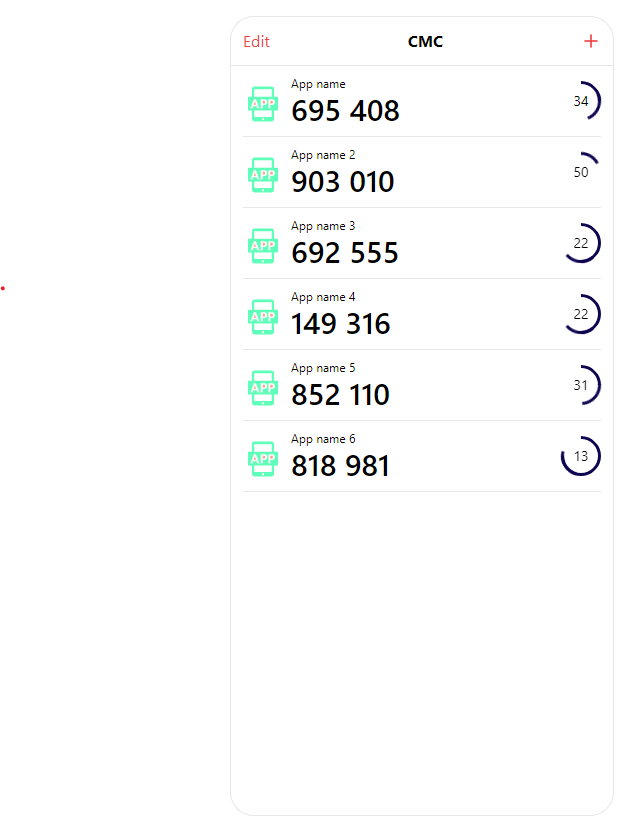 Edit CMC +
App name
APP 695 408 34
App name 2
APP 903 010 50
App name 3
APP 692 555 22
App name 4
APP 149 316 22
App name 5
APP 852 110 31
App name 6
APP 818 981 13